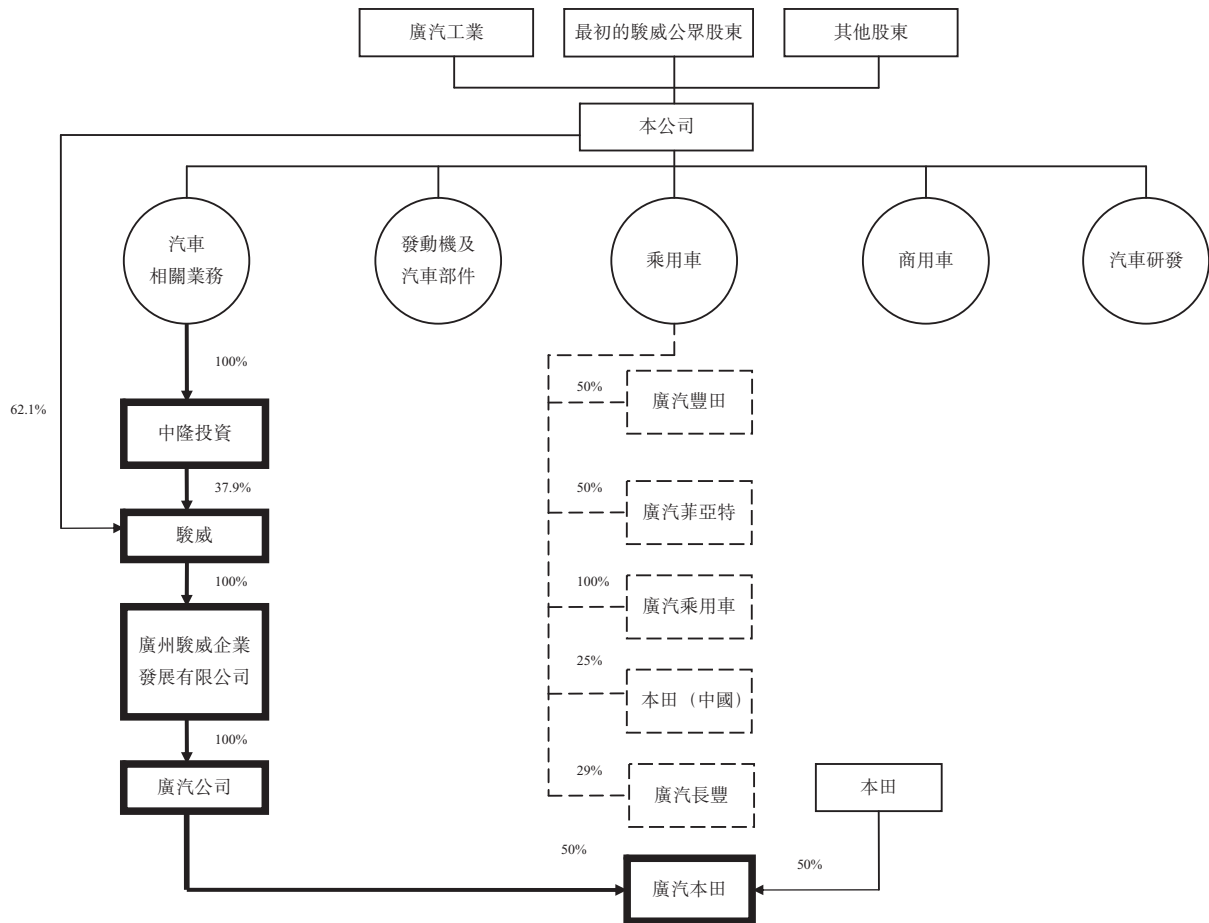 廣汽工業
最初的駿威公眾股東
其他股東
本公司
汽車
相關業務
發動機及
汽車部件
乘用車
商用車
汽車研發
100%
62.1%
中隆投資
37.9%
駿威
100%
廣州駿威企業
發展有限公司
100%
廣汽公司
50%
廣汽豐田
50%
廣汽菲亞特
100%
廣汽乘用車
25%
本田（中國）
29%
廣汽長豐
本田
50%
廣汽本田
50%